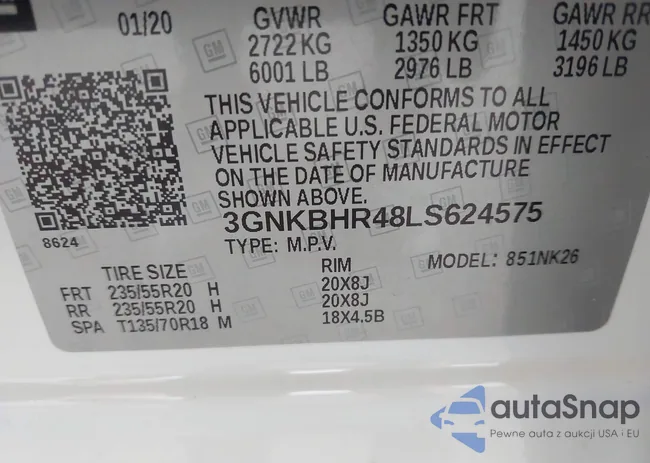 01/20 GVWR GAWR FRT GAWR RR
2722 KG 1350 KG 1450 KG
6001 LB 2976 LB 3196 LB
THIS VEHICLE CONFORMS TO ALL
APPLICABLE U.S. FEDERAL MOTOR
VEHICLE SAFETY STANDARDS IN EFFECT
ON THE DATE OF MANUFACTURE
SHOWN ABOVE.
3GNKBHR48LS624575
8624
TYPE: M.P.V. MODEL: 851NK26
TIRE SIZE RIM
FRT 235/55R20 H 20X8J
RR 235/55R20 H 20X8J
SPA T135/70R18 M 18X4.5B
GM
autaSnap
Pewne auta z aukcji USA i EU